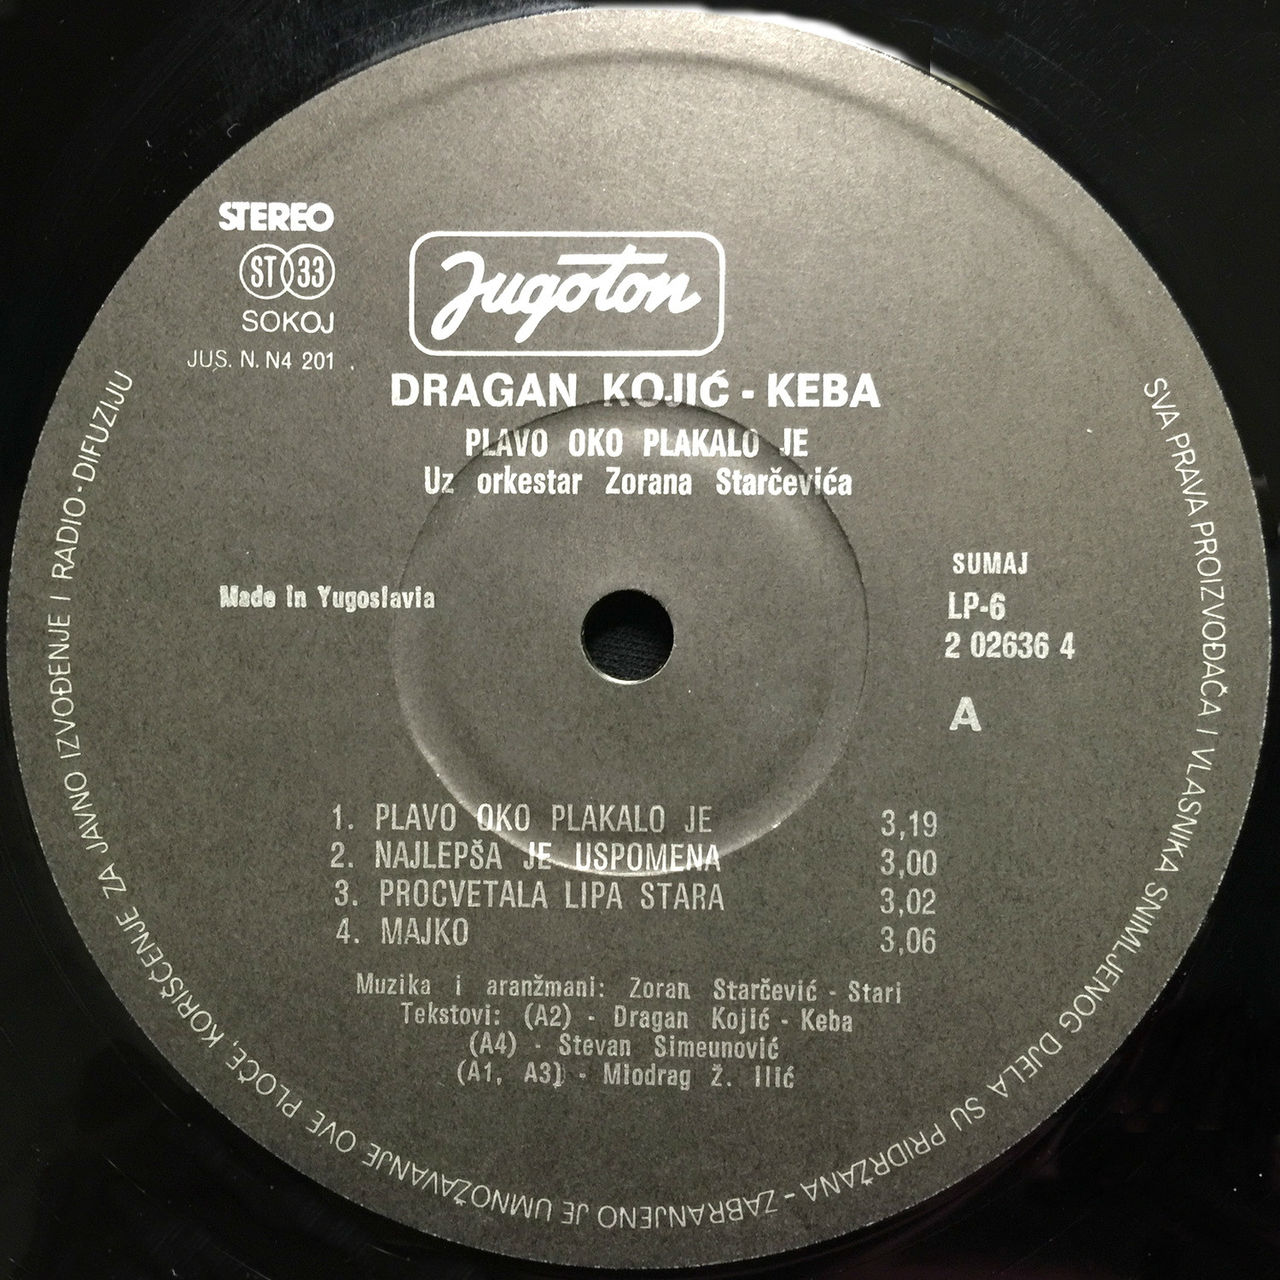 STEREO
ST 33
SOKOJ
JUS. N. N4 201
Jugoton
DRAGAN KOJIĆ - KEBA
PLAVO OKO PLAKALO JE
Uz orkestar Zorana Starčevića
Made in Yugoslavia
SUMAJ
LP-6
2 02636 4
A
1. PLAVO OKO PLAKALO JE 3,19
2. NAJLEPŠA JE USPOMENA 3,00
3. PROCVETALA LIPA STARA 3,02
4. MAJKO 3,06
Muzika i aranžmani: Zoran Starčević - Stari
Tekstovi: (A2) - Dragan Kojić - Keba
(A4) - Stevan Simeunović
(A1, A3) - Miodrag Ž. Ilić
SVA PRAVA PROIZVOĐAČA I VLASNIKA SNIMLJENOG DJELA SU PRIDRŽANA - ZABRANJENO JE UMNOŽAVANJE OVE PLOČE, KORIŠĆENJE ZA JAVNO IZVOĐENJE I RADIO-DIFUZIJU